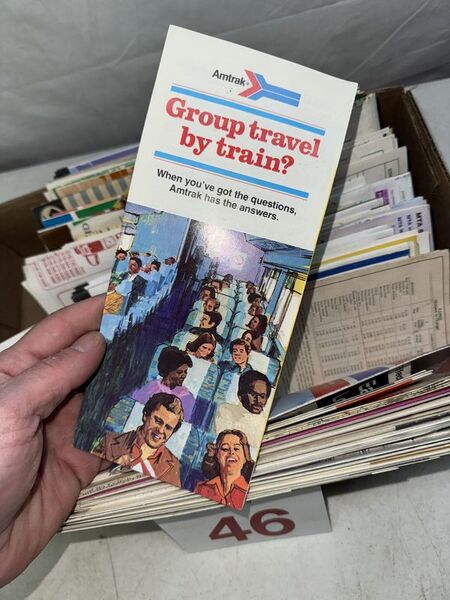 Amtrak®
Group travel
by train?
When you've got the questions,
Amtrak has the answers.
46